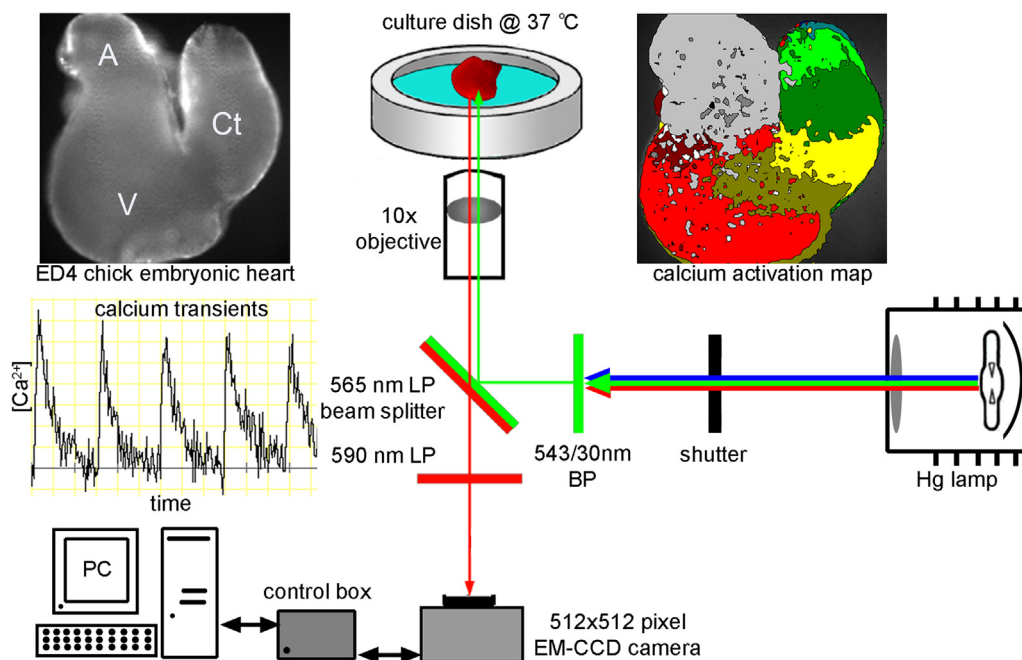 culture dish @ 37 °C
A
Ct
V
10x
objective
ED4 chick embryonic heart
calcium activation map
calcium transients
[Ca2+]
time
565 nm LP
beam splitter
590 nm LP
543/30nm
BP
shutter
Hg lamp
PC
control box
512x512 pixel
EM-CCD camera